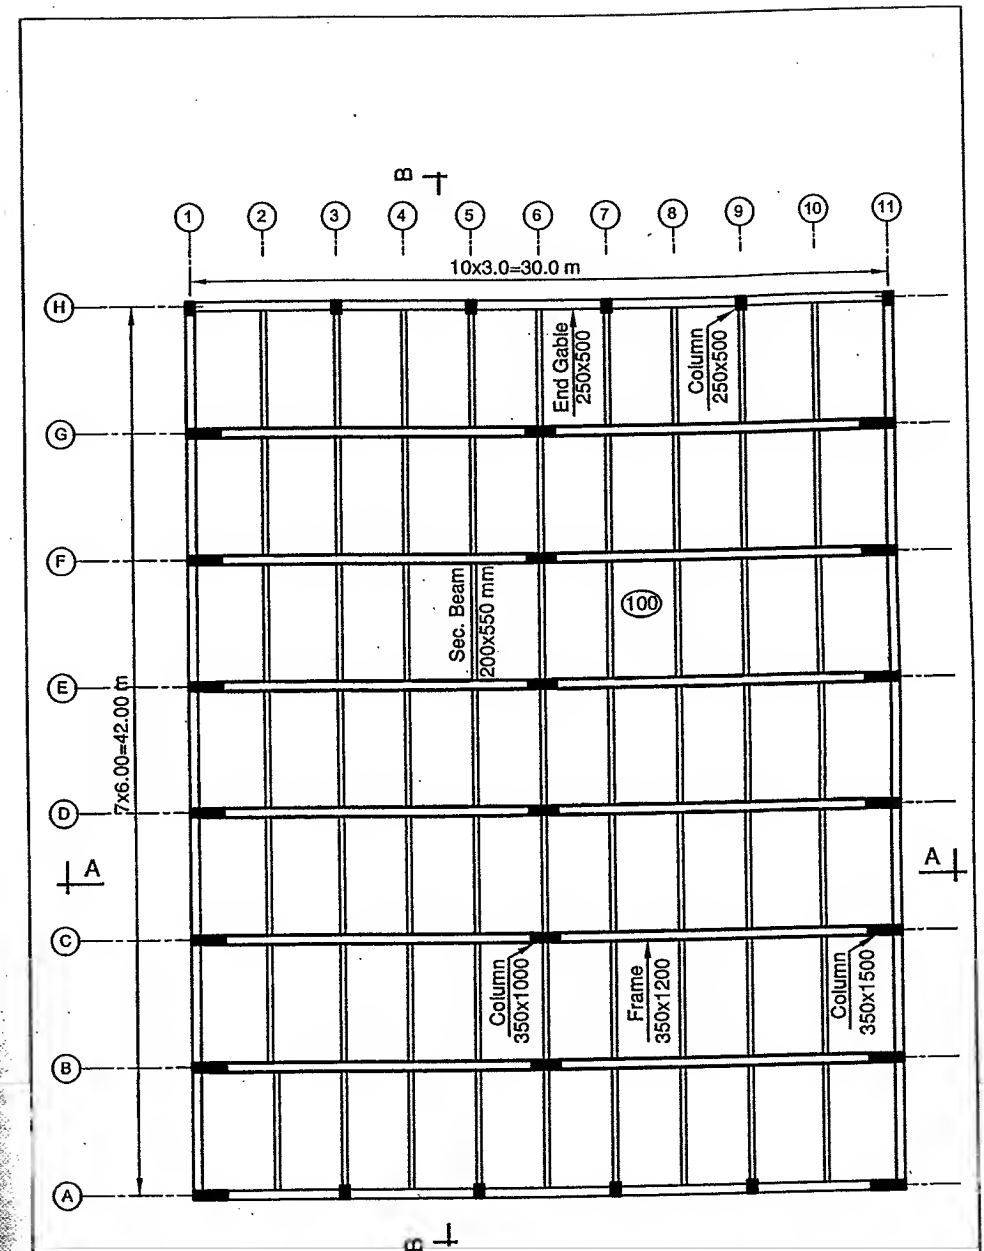 B
1 2 3 4 5 6 7 8 9 10 11
10x3.0=30.0 m
H
End Gable
250x500
Column
250x500
G
F
Sec. Beam
200x550 mm
100
E
7x6.00=42.00 m
D
A
A
C
Column
350x1000
Frame
350x1200
Column
350x1500
B
A
B